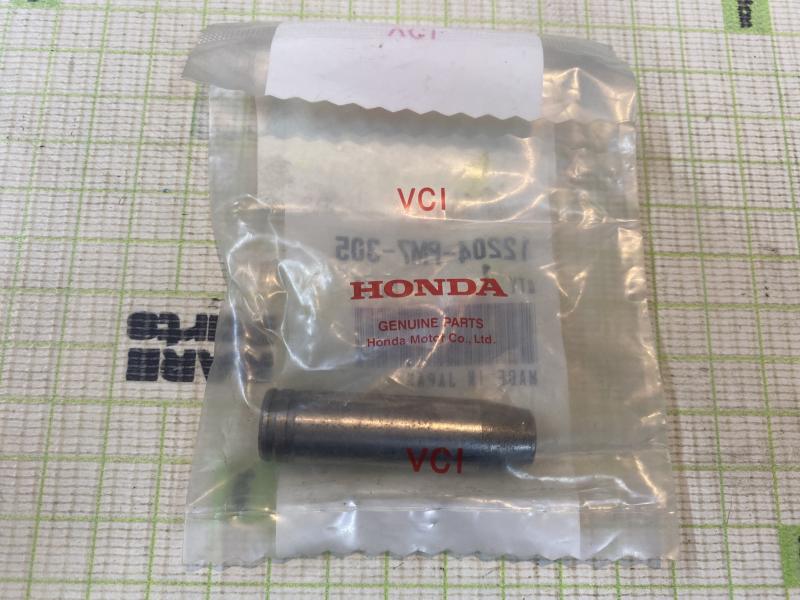 VCI
VCI
12204-PM7-305
HONDA
GENUINE PARTS
Honda Motor Co., Ltd.
MADE IN JAPAN
VCI